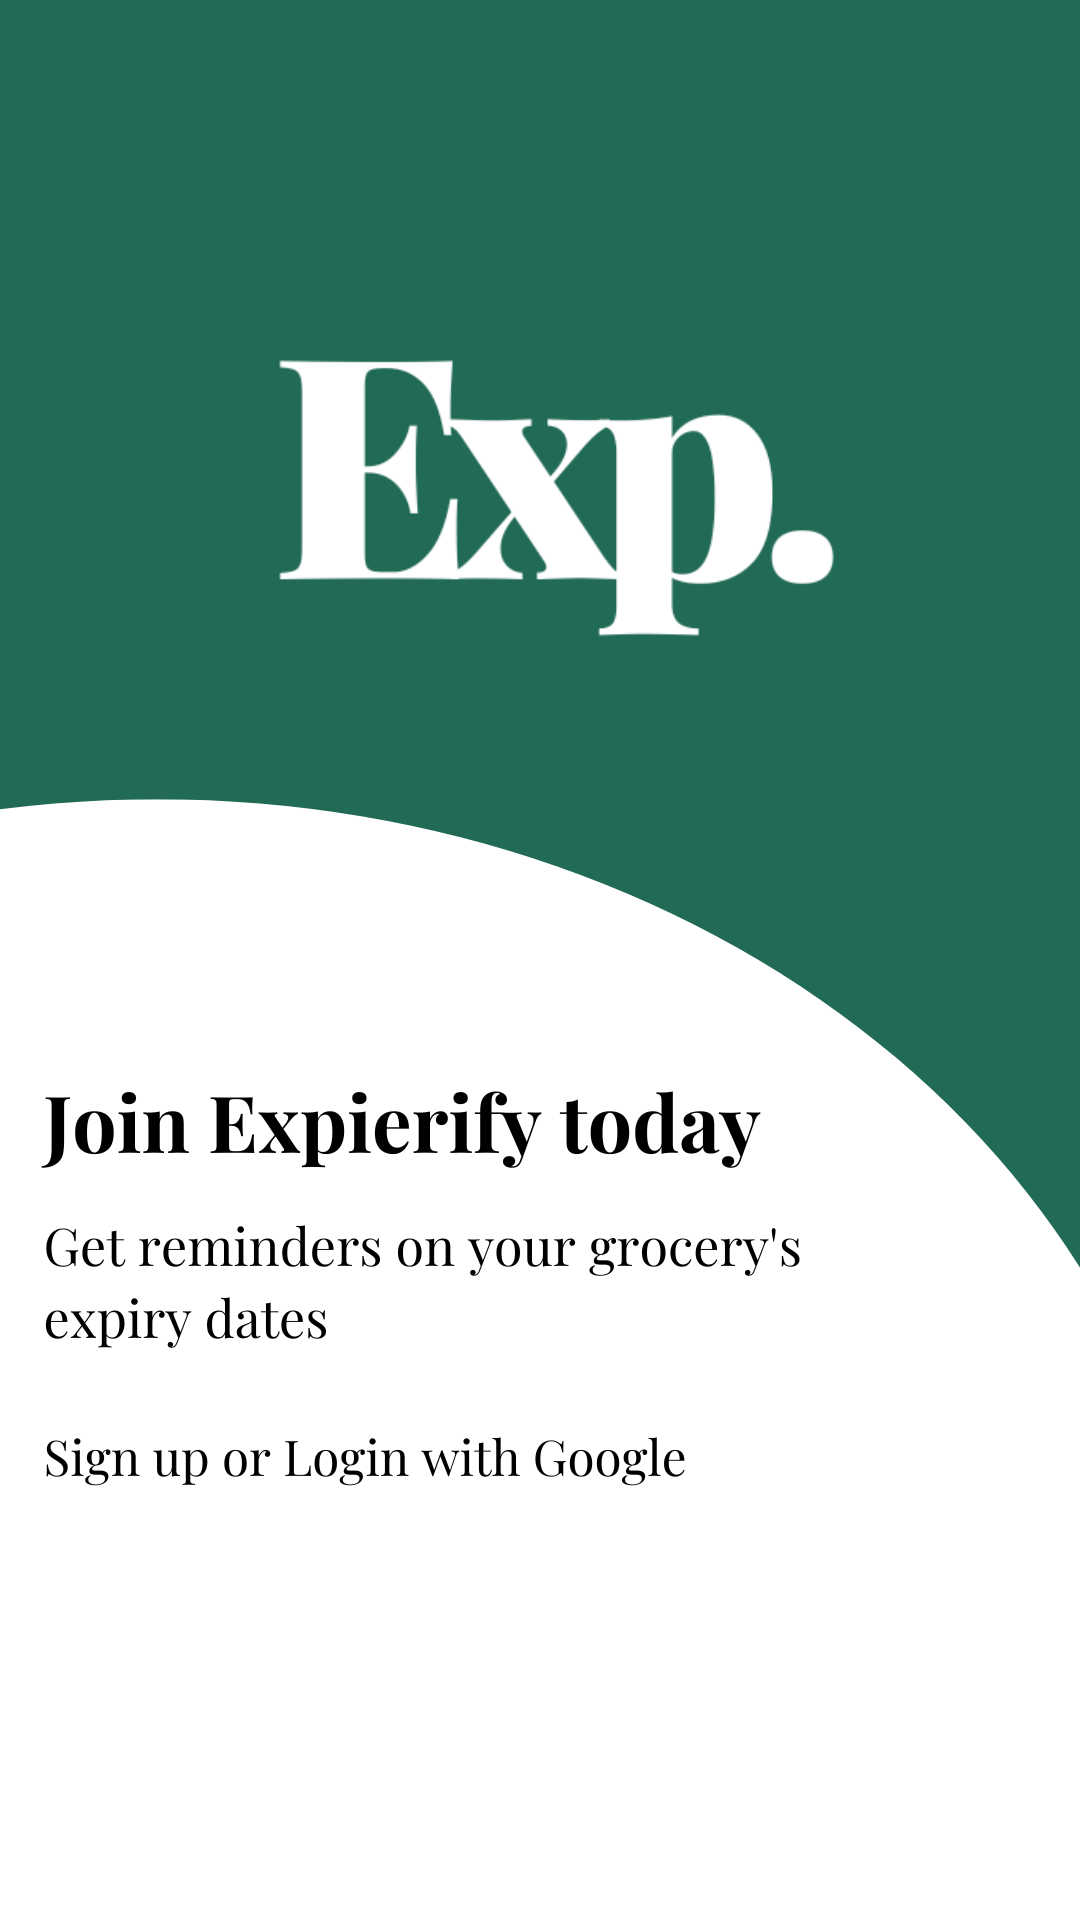 Exp.
Join Expierify today
Get reminders on your grocery's
expiry dates
Sign up or Login with Google